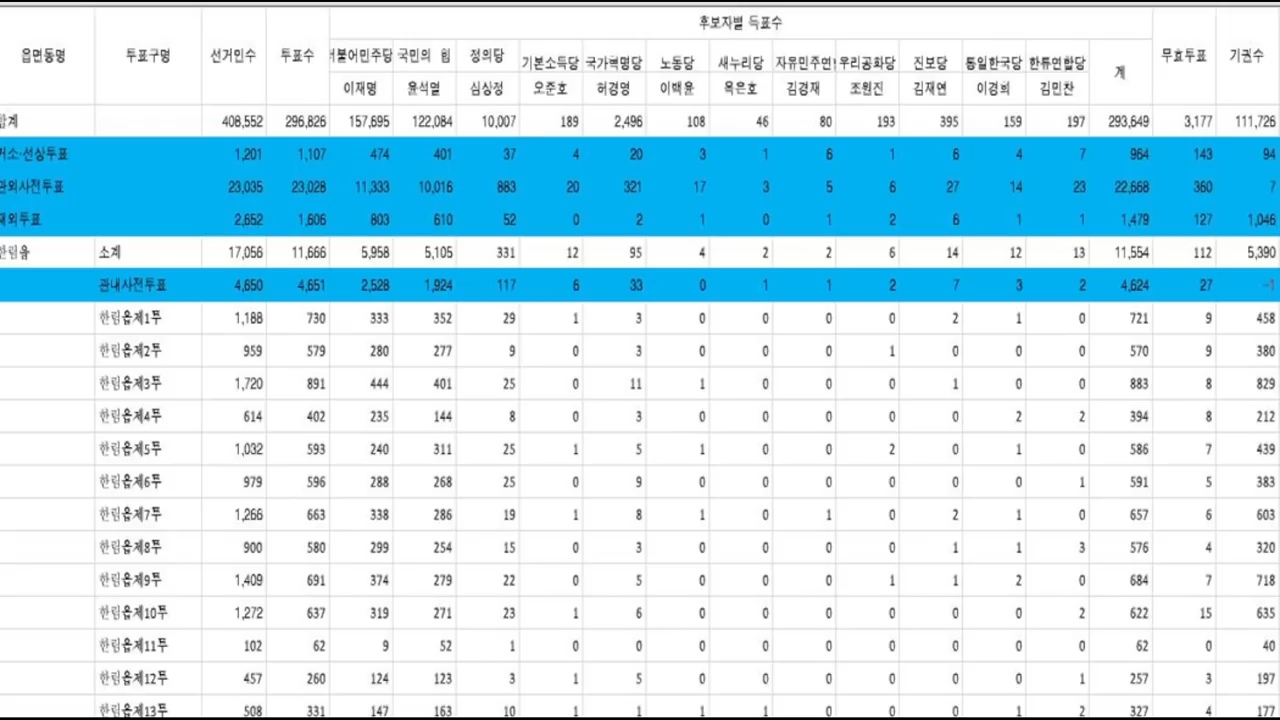 후보자별 득표수
읍면동명 투표구명 선거인수 투표수 더불어민주당 국민의 힘 정의당 기본소득당 국가혁명당 노동당 새누리당 자유민주연 우리공화당 진보당 통일한국당 한류연합당 계 무효투표 기권수
이재명 윤석열 심상정 오준호 허경영 이백윤 옥은호 김경재 조원진 김재연 이경희 김민찬
합계 408,552 296,826 157,695 122,084 10,007 189 2,496 108 46 80 193 395 159 197 293,649 3,177 111,726
거소·선상투표 1,201 1,107 474 401 37 4 20 3 1 6 1 6 4 7 964 143 94
관외사전투표 23,035 23,028 11,333 10,016 883 20 321 17 3 5 6 27 14 23 22,668 360 7
재외투표 2,652 1,606 803 610 52 0 2 1 0 1 2 6 1 1 1,479 127 1,046
한림읍 소계 17,056 11,666 5,958 5,105 331 12 95 4 2 2 6 14 12 13 11,554 112 5,390
관내사전투표 4,650 4,651 2,528 1,924 117 6 33 0 1 1 2 7 3 2 4,624 27 -1
한림읍제1투 1,188 730 333 352 29 1 3 0 0 0 0 2 1 0 721 9 458
한림읍제2투 959 579 280 277 9 0 3 0 0 0 1 0 0 0 570 9 380
한림읍제3투 1,720 891 444 401 25 0 11 1 0 0 0 1 0 0 883 8 829
한림읍제4투 614 402 235 144 8 0 3 0 0 0 0 0 2 2 394 8 212
한림읍제5투 1,032 593 240 311 25 1 5 1 0 0 2 0 1 0 586 7 439
한림읍제6투 979 596 288 268 25 0 9 0 0 0 0 0 0 1 591 5 383
한림읍제7투 1,266 663 338 286 19 1 8 1 0 1 0 2 1 0 657 6 603
한림읍제8투 900 580 299 254 15 0 3 0 0 0 0 1 1 3 576 4 320
한림읍제9투 1,409 691 374 279 22 0 5 0 0 0 1 1 2 0 684 7 718
한림읍제10투 1,272 637 319 271 23 1 6 0 0 0 0 0 0 2 622 15 635
한림읍제11투 102 62 9 52 1 0 0 0 0 0 0 0 0 0 62 0 40
한림읍제12투 457 260 124 123 3 1 5 0 0 0 0 0 0 1 257 3 197
한림읍제13투 508 331 147 163 10 1 1 1 1 0 0 0 1 2 327 4 177